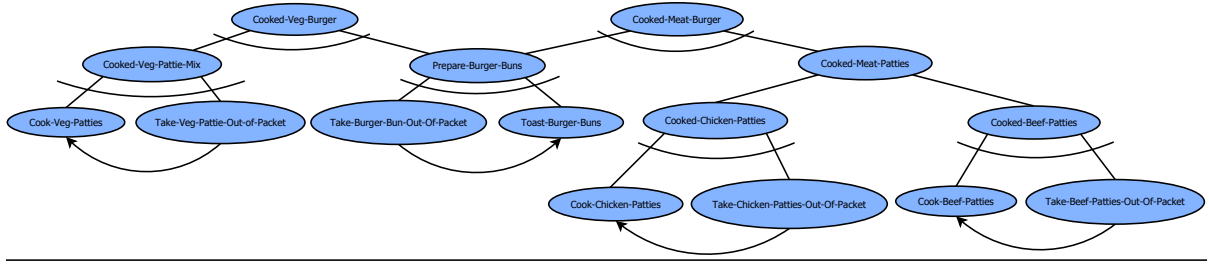 Cooked-Veg-Burger
Cooked-Meat-Burger
Cooked-Veg-Pattie-Mix
Prepare-Burger-Buns
Cooked-Meat-Patties
Cook-Veg-Patties
Take-Veg-Pattie-Out-of-Packet
Take-Burger-Bun-Out-Of-Packet
Toast-Burger-Buns
Cooked-Chicken-Patties
Cooked-Beef-Patties
Cook-Chicken-Patties
Take-Chicken-Patties-Out-Of-Packet
Cook-Beef-Patties
Take-Beef-Patties-Out-Of-Packet